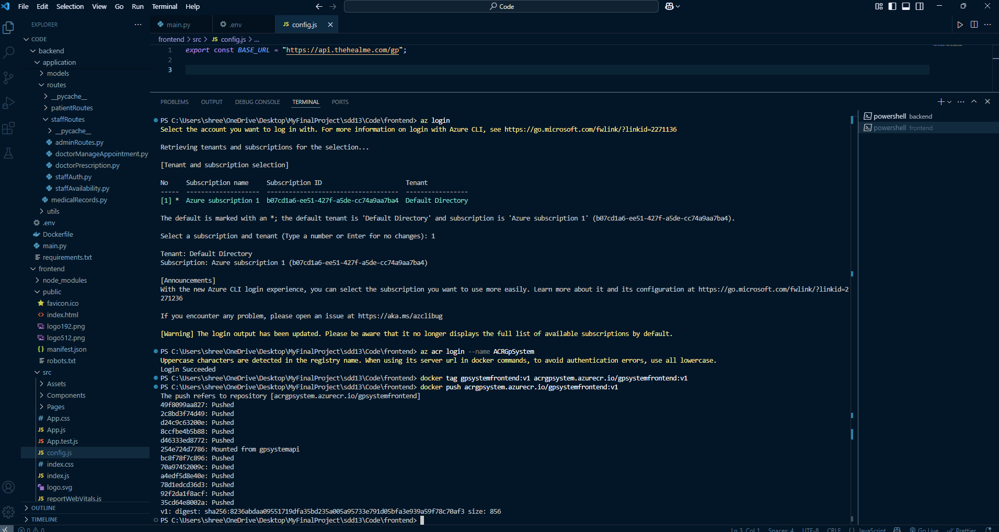 File Edit Selection View Go Run Terminal Help
Code
EXPLORER
CODE
backend
application
models
routes
__pycache__
patientRoutes
staffRoutes
__pycache__
adminRoutes.py
doctorManageAppointment.py
doctorPrescription.py
staffAuth.py
staffAvailability.py
medicalRecords.py
utils
.env
Dockerfile
main.py
requirements.txt
frontend
node_modules
public
favicon.ico
index.html
logo192.png
logo512.png
manifest.json
robots.txt
src
Assets
Components
Pages
App.css
App.js
App.test.js
config.js
index.css
index.js
logo.svg
reportWebVitals.js
OUTLINE
TIMELINE
main.py .env JS config.js
frontend > src > JS config.js > ...
1 export const BASE_URL = "https://api.thehealme.com/gp";
2
3
PROBLEMS OUTPUT DEBUG CONSOLE TERMINAL PORTS
powershell backend
powershell frontend
PS C:\Users\shree\OneDrive\Desktop\MyFinalProject\sdd13\Code\frontend> az login
Select the account you want to log in with. For more information on login with Azure CLI, see https://go.microsoft.com/fwlink/?linkid=2271136
Retrieving tenants and subscriptions for the selection...
[Tenant and subscription selection]
No Subscription name Subscription ID Tenant
----- -------------------- ------------------------------------ -----------------
[1] * Azure subscription 1 b07cd1a6-ee51-427f-a5de-cc74a9aa7ba4 Default Directory
The default is marked with an *; the default tenant is 'Default Directory' and subscription is 'Azure subscription 1' (b07cd1a6-ee51-427f-a5de-cc74a9aa7ba4).
Select a subscription and tenant (Type a number or Enter for no changes): 1
Tenant: Default Directory
Subscription: Azure subscription 1 (b07cd1a6-ee51-427f-a5de-cc74a9aa7ba4)
[Announcements]
With the new Azure CLI login experience, you can select the subscription you want to use more easily. Learn more about it and its configuration at https://go.microsoft.com/fwlink/?linkid=2
271236
If you encounter any problem, please open an issue at https://aka.ms/azclibug
[Warning] The login output has been updated. Please be aware that it no longer displays the full list of available subscriptions by default.
PS C:\Users\shree\OneDrive\Desktop\MyFinalProject\sdd13\Code\frontend> az acr login --name ACRGpSystem
Uppercase characters are detected in the registry name. When using its server url in docker commands, to avoid authentication errors, use all lowercase.
Login Succeeded
PS C:\Users\shree\OneDrive\Desktop\MyFinalProject\sdd13\Code\frontend> docker tag gpsystemfrontend:v1 acrgpsystem.azurecr.io/gpsystemfrontend:v1
PS C:\Users\shree\OneDrive\Desktop\MyFinalProject\sdd13\Code\frontend> docker push acrgpsystem.azurecr.io/gpsystemfrontend:v1
The push refers to repository [acrgpsystem.azurecr.io/gpsystemfrontend]
49f8099aa827: Pushed
2c8bd3f74d49: Pushed
d24c9c63200e: Pushed
8ccfbe4b5b88: Pushed
d46333ed8772: Pushed
254e724d7786: Mounted from gpsystemapi
bc8f78f7c896: Pushed
70a97452009c: Pushed
a4edf5d8e40e: Pushed
78d1edcd36d3: Pushed
92f2da1f8acf: Pushed
35cd64e8002a: Pushed
v1: digest: sha256:8236abdaa09551719dfa35bd235a005a95733e791d05bfa3e939a59f78c70af3 size: 856
PS C:\Users\shree\OneDrive\Desktop\MyFinalProject\sdd13\Code\frontend>
0 0 Ln 3, Col 1 Spaces: 4 UTF-8 CRLF {} JavaScript Go Live Prettier